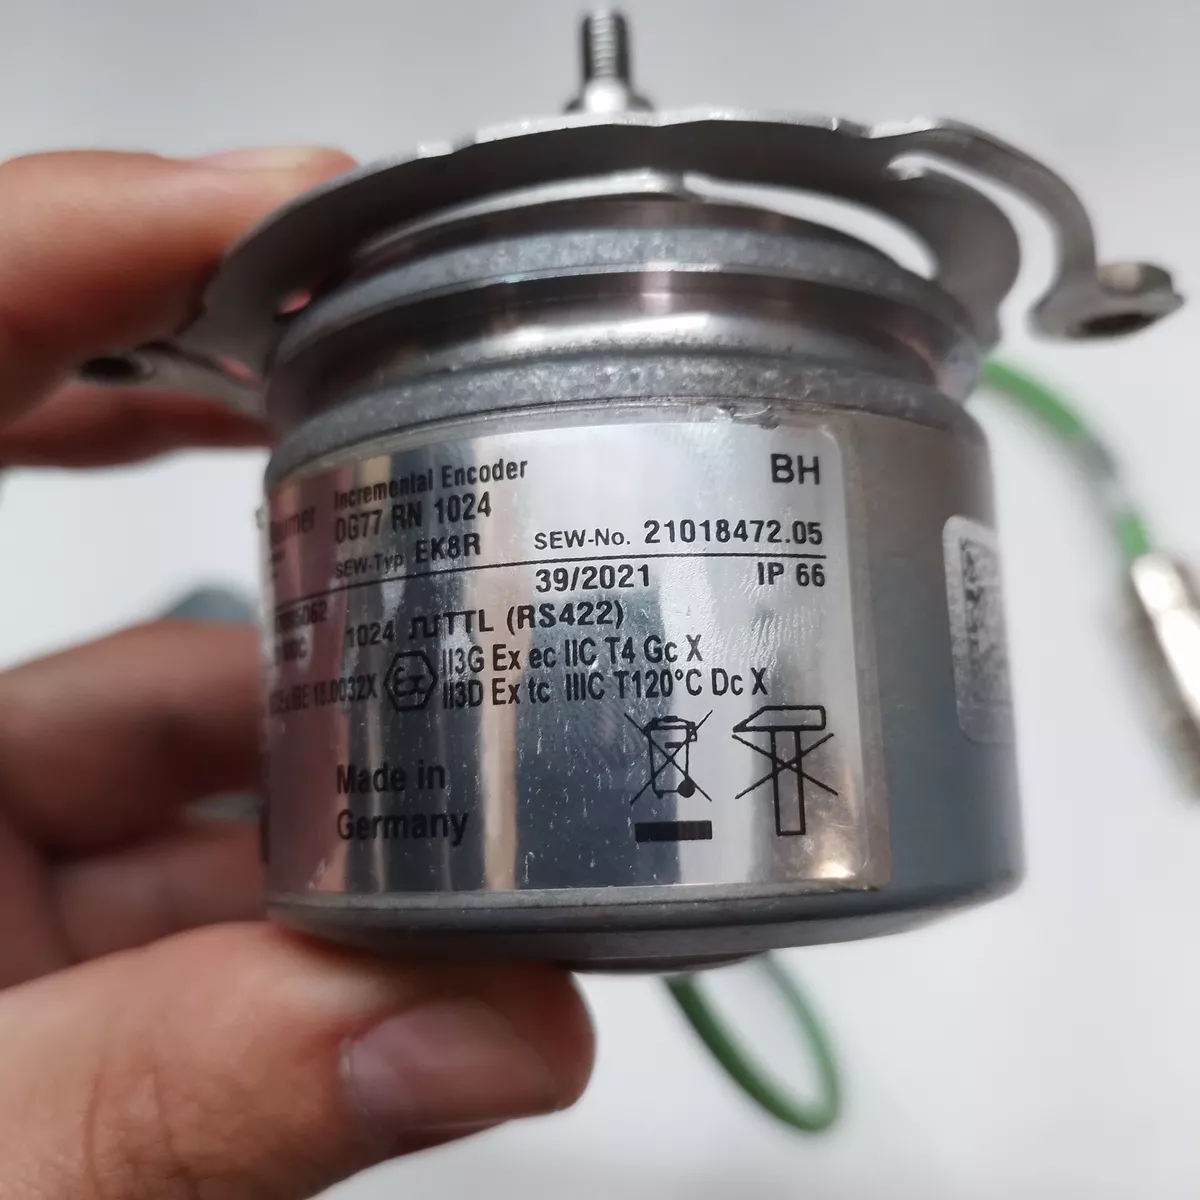 Incremental Encoder
BH
OG77 RN 1024
SEW-Typ EK8R
SEW-No. 21018472.05
39/2021
IP 66
1024 TTL (RS422)
II3G Ex ec IIC T4 Gc X
II3D Ex tc IIIC T120°C Dc X
Made in
Germany